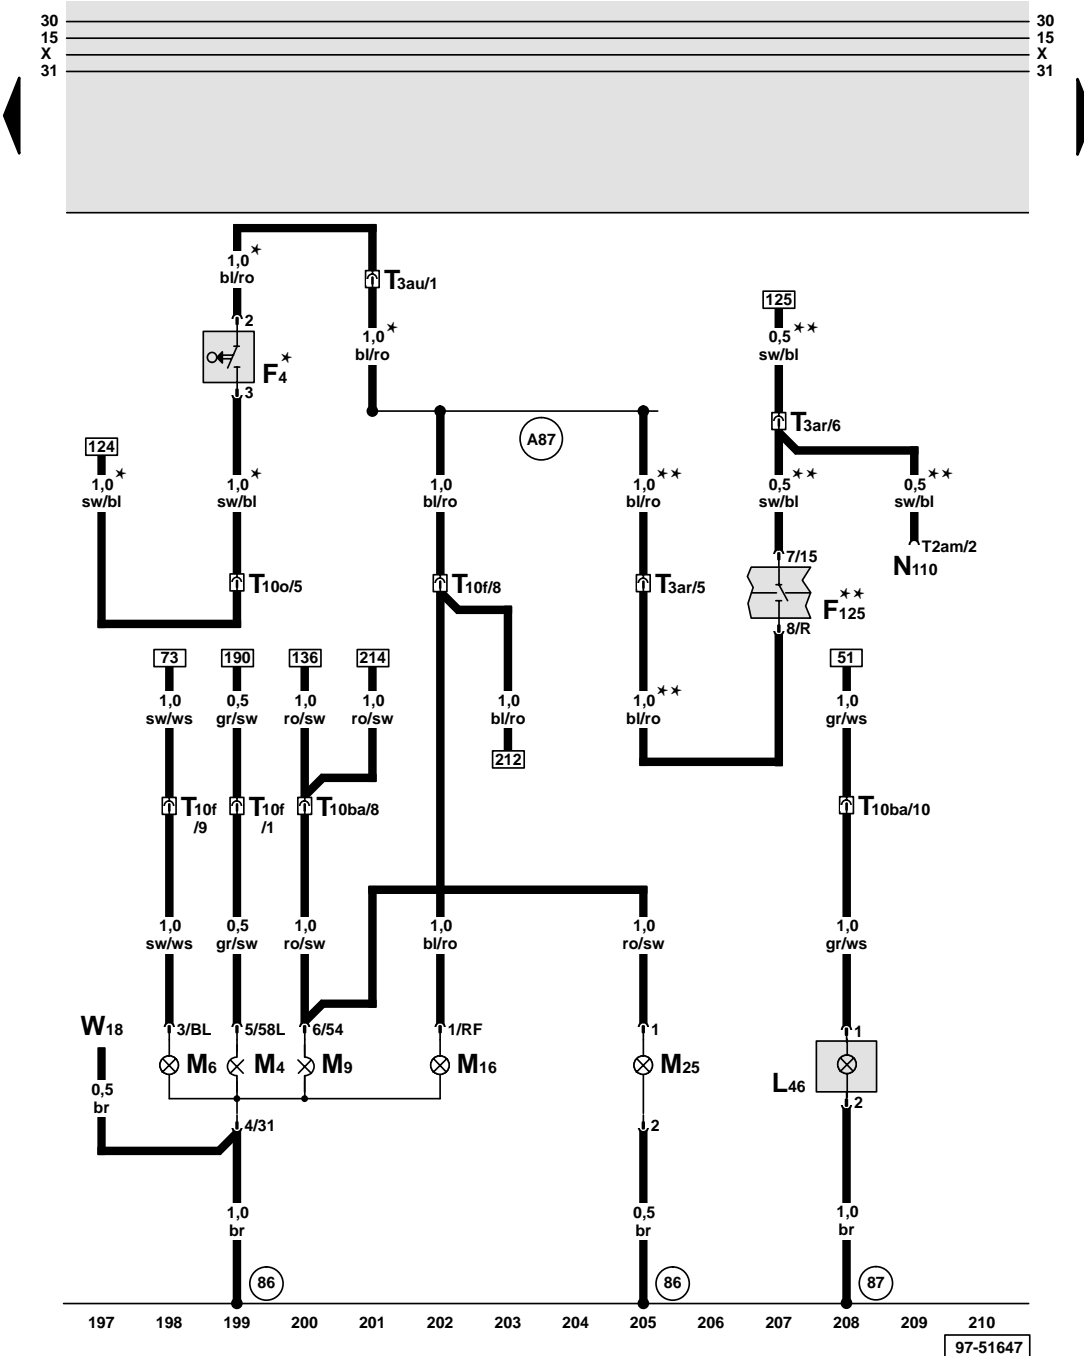 30 30
15 15
X X
31 31
1,0 *
bl/ro
T3au/1
2
1,0 *
bl/ro
F4 *
3
125
0,5 **
sw/bl
T3ar/6
A87
124
1,0 *
sw/bl
1,0 *
sw/bl
1,0
bl/ro
1,0 **
bl/ro
0,5 **
sw/bl
0,5 **
sw/bl
T2am/2
N110
7/15
T10o/5
T10f/8
T3ar/5
F125 **
8/R
73
190
136
214
51
1,0
sw/ws
0,5
gr/sw
1,0
ro/sw
1,0
ro/sw
1,0
bl/ro
1,0 **
bl/ro
1,0
gr/ws
212
T10f
/9
T10f
/1
T10ba/8
T10ba/10
1,0
sw/ws
0,5
gr/sw
1,0
ro/sw
1,0
bl/ro
1,0
ro/sw
1,0
gr/ws
W18
3/BL
5/58L
6/54
1/RF
1
1
M6
M4
M9
M16
M25
L46
0,5
br
4/31
2
2
1,0
br
0,5
br
1,0
br
86
86
87
197 198 199 200 201 202 203 204 205 206 207 208 209 210
97-51647